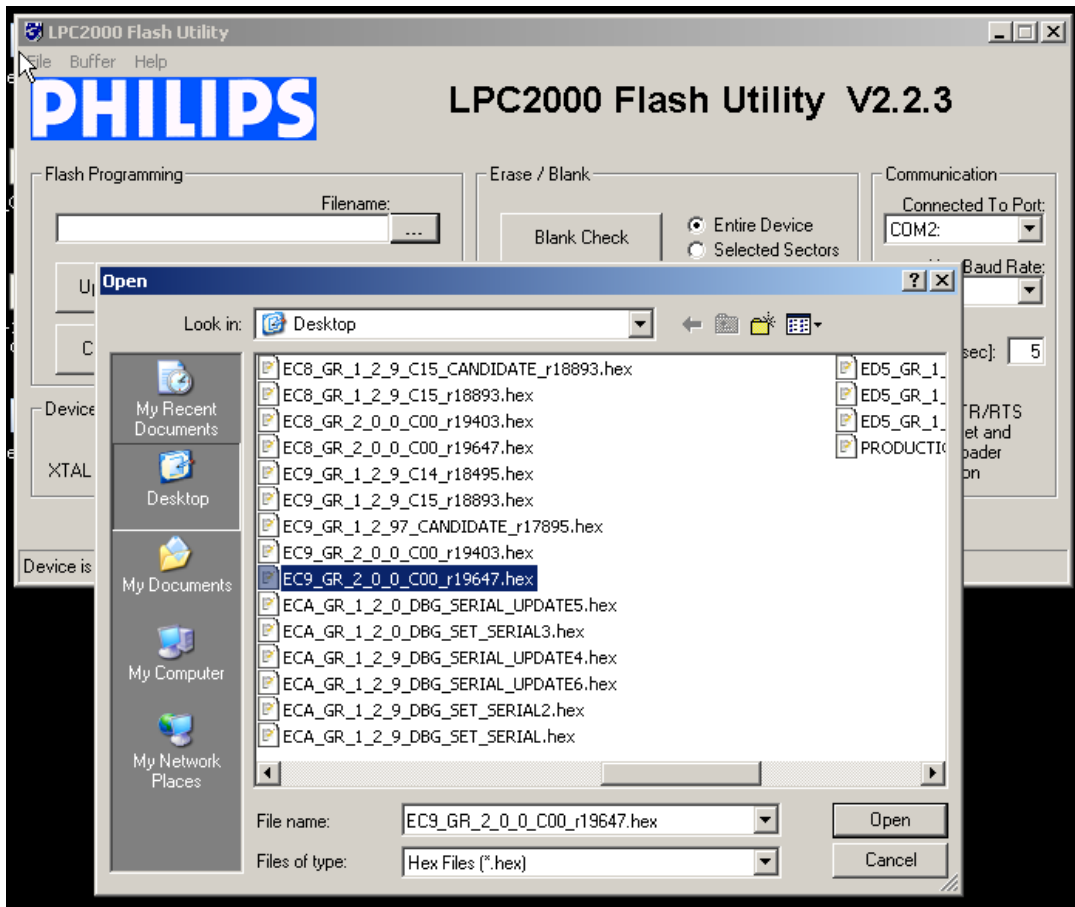 LPC2000 Flash Utility
File Buffer Help
PHILIPS
LPC2000 Flash Utility V2.2.3
Flash Programming
Filename:
...
Erase / Blank
Blank Check
Entire Device
Selected Sectors
Communication
Connected To Port:
COM2:
Baud Rate:
sec]: 5
TR/RTS
et and
oader
on
Device
XTAL
Device is
Open
Look in: Desktop
My Recent
Documents
Desktop
My Documents
My Computer
My Network
Places
EC8_GR_1_2_9_C15_CANDIDATE_r18893.hex
EC8_GR_1_2_9_C15_r18893.hex
EC8_GR_2_0_0_C00_r19403.hex
EC8_GR_2_0_0_C00_r19647.hex
EC9_GR_1_2_9_C14_r18495.hex
EC9_GR_1_2_9_C15_r18893.hex
EC9_GR_1_2_97_CANDIDATE_r17895.hex
EC9_GR_2_0_0_C00_r19403.hex
EC9_GR_2_0_0_C00_r19647.hex
ECA_GR_1_2_0_DBG_SERIAL_UPDATE5.hex
ECA_GR_1_2_0_DBG_SET_SERIAL3.hex
ECA_GR_1_2_9_DBG_SERIAL_UPDATE4.hex
ECA_GR_1_2_9_DBG_SERIAL_UPDATE6.hex
ECA_GR_1_2_9_DBG_SET_SERIAL2.hex
ECA_GR_1_2_9_DBG_SET_SERIAL.hex
ED5_GR_1_
ED5_GR_1_
ED5_GR_1_
PRODUCTI
File name: EC9_GR_2_0_0_C00_r19647.hex
Open
Files of type: Hex Files (*.hex)
Cancel